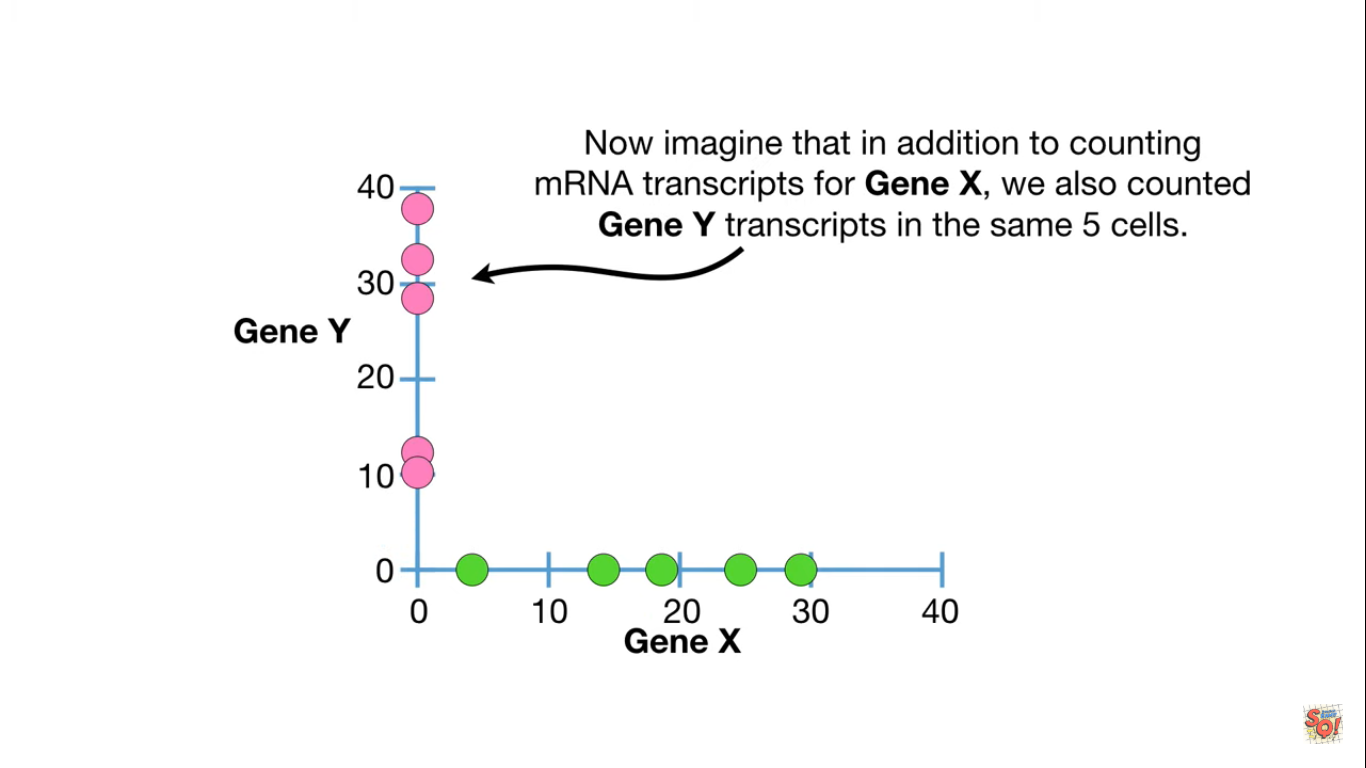 Now imagine that in addition to counting
mRNA transcripts for Gene X, we also counted
Gene Y transcripts in the same 5 cells.
40
30
Gene Y
20
10
0
0 10 20 30 40
Gene X
SQ!